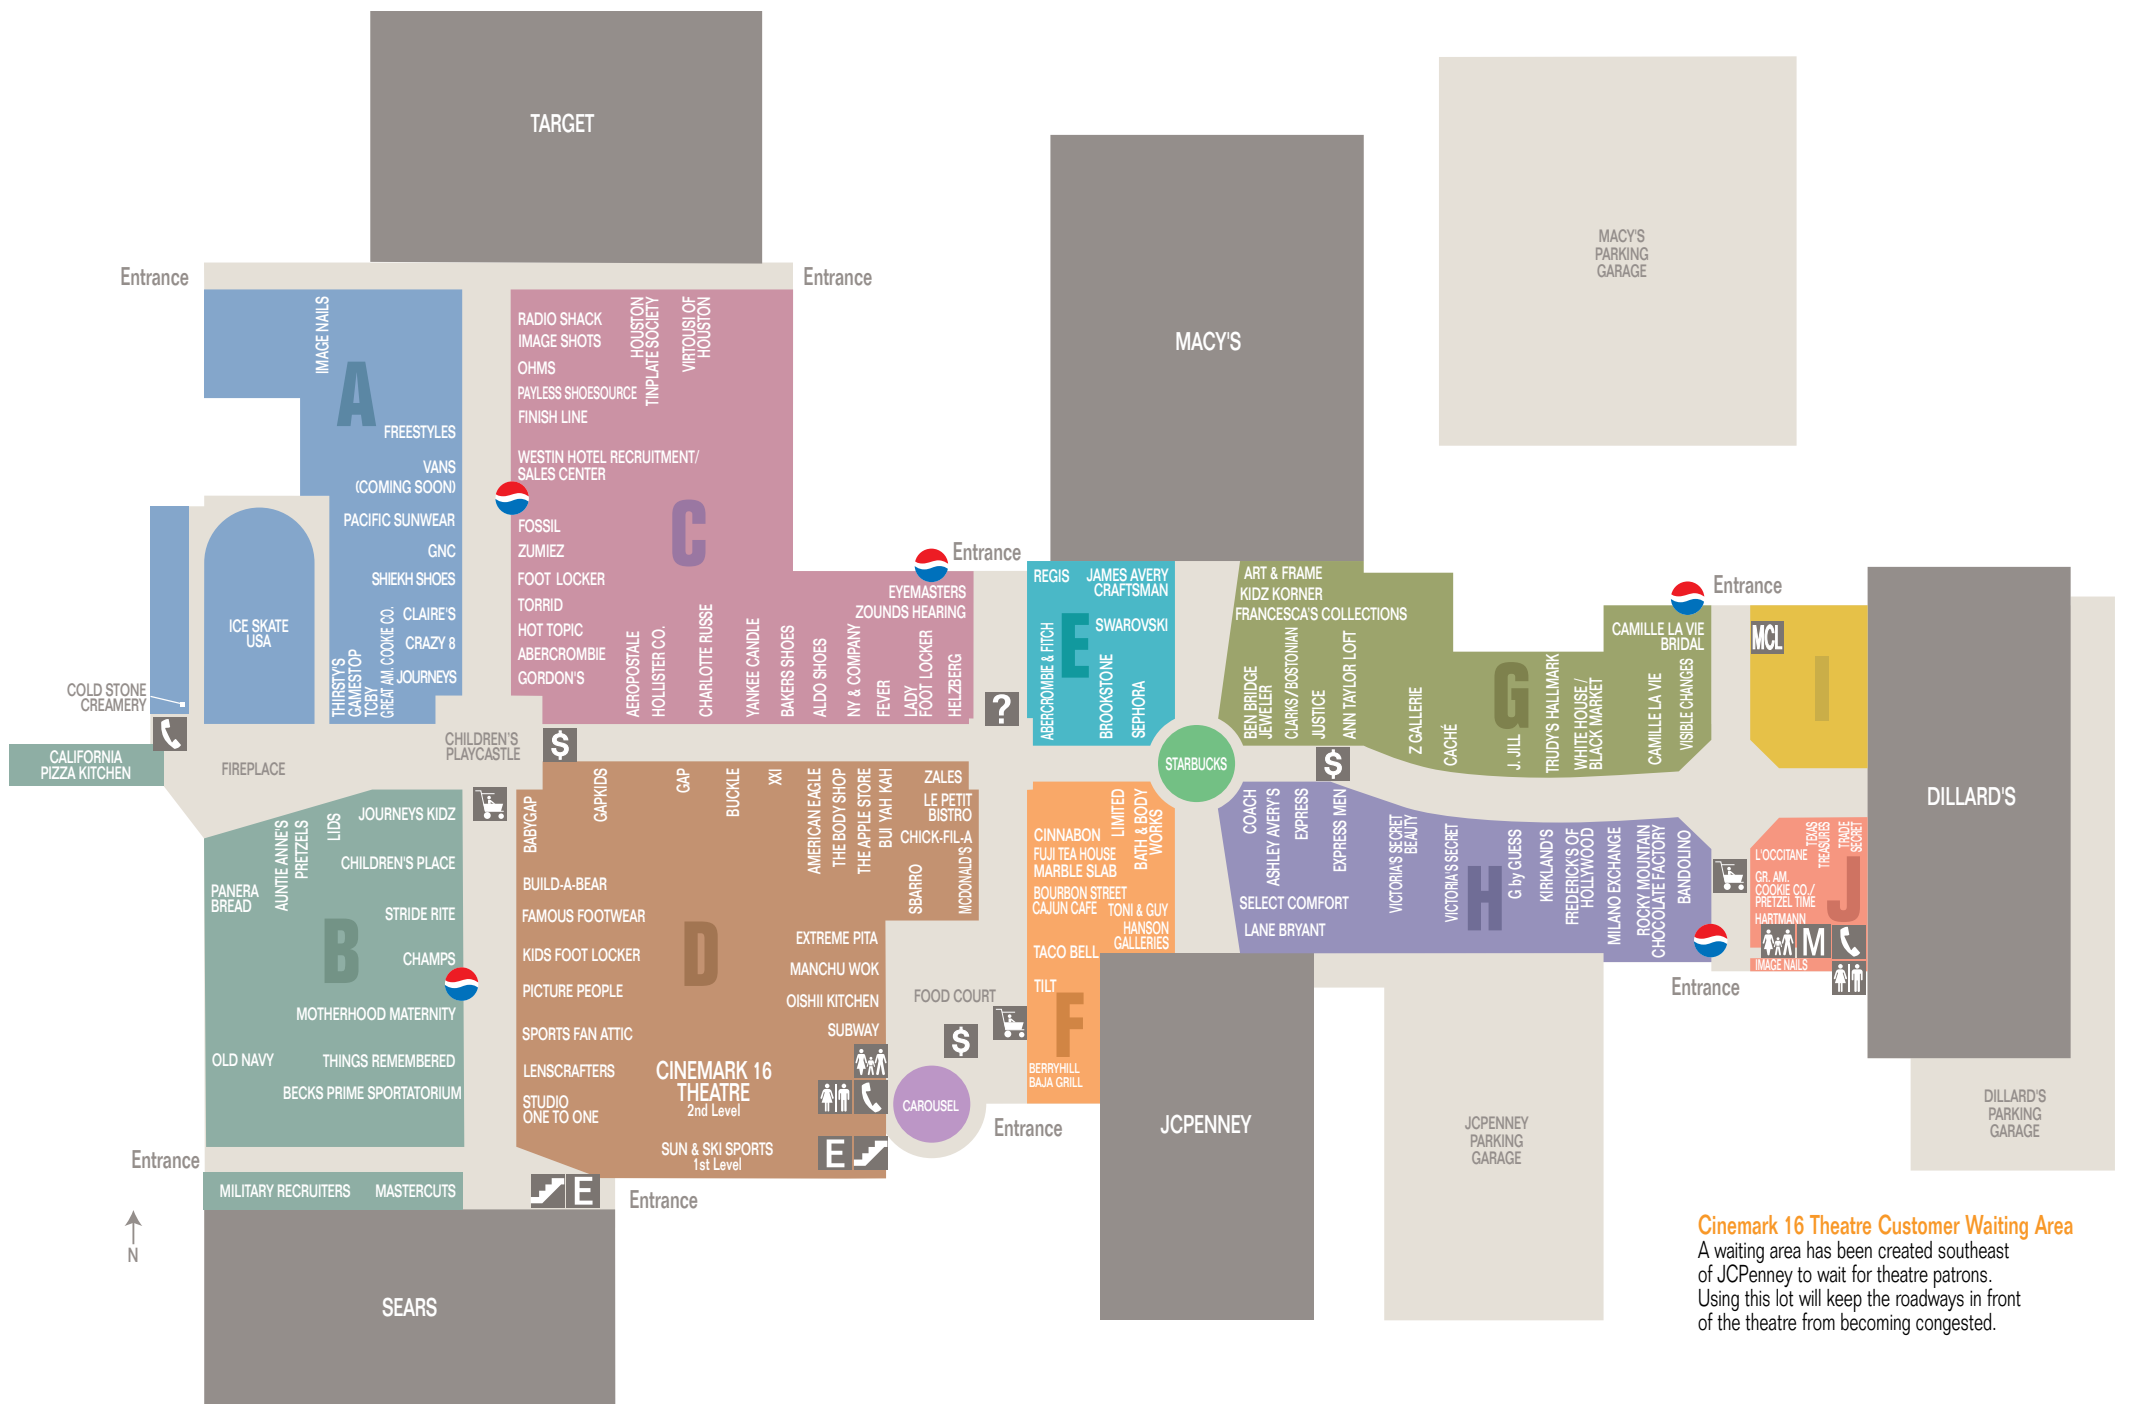 TARGET
MACY'S
MACY'S
PARKING
GARAGE
Entrance
Entrance
IMAGE NAILS
A
FREESTYLES
VANS
(COMING SOON)
PACIFIC SUNWEAR
GNC
SHIEKH SHOES
CLAIRE'S
CRAZY 8
JOURNEYS
THIRSTY'S
GAMESTOP
TCBY
GREAT AM. COOKIE CO.
ICE SKATE
USA
COLD STONE
CREAMERY
CALIFORNIA
PIZZA KITCHEN
FIREPLACE
CHILDREN'S
PLAYCASTLE
$
RADIO SHACK
IMAGE SHOTS
OHMS
PAYLESS SHOESOURCE
FINISH LINE
HOUSTON
TINPLATE SOCIETY
VIRTOUSI OF
HOUSTON
WESTIN HOTEL RECRUITMENT/
SALES CENTER
C
FOSSIL
ZUMIEZ
FOOT LOCKER
TORRID
HOT TOPIC
ABERCROMBIE
GORDON'S
AEROPOSTALE
HOLLISTER CO.
CHARLOTTE RUSSE
YANKEE CANDLE
BAKERS SHOES
ALDO SHOES
NY & COMPANY
FEVER
LADY
FOOT LOCKER
HELZBERG
EYEMASTERS
ZOUNDS HEARING
Entrance
?
REGIS
JAMES AVERY
CRAFTSMAN
E
SWAROVSKI
ABERCROMBIE & FITCH
BROOKSTONE
SEPHORA
STARBUCKS
ART & FRAME
KIDZ KORNER
FRANCESCA'S COLLECTIONS
BEN BRIDGE
JEWELER
CLARKS/BOSTONIAN
JUSTICE
ANN TAYLOR LOFT
Z GALLERIE
CACHÉ
G
J. JILL
TRUDY'S HALLMARK
WHITE HOUSE /
BLACK MARKET
CAMILLE LA VIE
VISIBLE CHANGES
CAMILLE LA VIE
BRIDAL
$
Entrance
MCL
I
DILLARD'S
JOURNEYS KIDZ
LIDS
AUNTIE ANNE'S
PRETZELS
CHILDREN'S PLACE
PANERA
BREAD
STRIDE RITE
B
CHAMPS
MOTHERHOOD MATERNITY
OLD NAVY
THINGS REMEMBERED
BECKS PRIME SPORTATORIUM
Entrance
MILITARY RECRUITERS
MASTERCUTS
N
SEARS
BABYGAP
GAPKIDS
GAP
BUCKLE
XXI
AMERICAN EAGLE
THE BODY SHOP
THE APPLE STORE
BUI YAH KAH
ZALES
LE PETIT
BISTRO
CHICK-FIL-A
SBARRO
MCDONALD'S
BUILD-A-BEAR
FAMOUS FOOTWEAR
D
KIDS FOOT LOCKER
PICTURE PEOPLE
SPORTS FAN ATTIC
LENSCRAFTERS
STUDIO
ONE TO ONE
EXTREME PITA
MANCHU WOK
OISHII KITCHEN
SUBWAY
CINEMARK 16
THEATRE
2nd Level
SUN & SKI SPORTS
1st Level
E
E
Entrance
FOOD COURT
$
CAROUSEL
Entrance
LIMITED
BATH & BODY
WORKS
CINNABON
FUJI TEA HOUSE
MARBLE SLAB
BOURBON STREET
CAJUN CAFE
TONI & GUY
HANSON
GALLERIES
TACO BELL
TILT
F
BERRYHILL
BAJA GRILL
JCPENNEY
JCPENNEY
PARKING
GARAGE
COACH
ASHLEY AVERY'S
EXPRESS
EXPRESS MEN
SELECT COMFORT
LANE BRYANT
VICTORIA'S SECRET
BEAUTY
VICTORIA'S SECRET
H
G by GUESS
KIRKLAND'S
FREDERICK'S OF
HOLLYWOOD
MILANO EXCHANGE
ROCKY MOUNTAIN
CHOCOLATE FACTORY
BANDOLINO
Entrance
L'OCCITANE
TEXAS
TREASURES
TRADE
SECRET
GR. AM.
COOKIE CO./
PRETZEL TIME
HARTMANN
J
M
IMAGE NAILS
DILLARD'S
PARKING
GARAGE
Cinemark 16 Theatre Customer Waiting Area
A waiting area has been created southeast
of JCPenney to wait for theatre patrons.
Using this lot will keep the roadways in front
of the theatre from becoming congested.